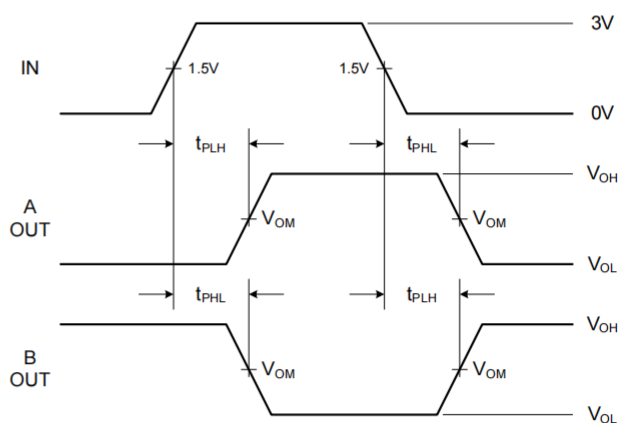 3V
IN
1.5V 1.5V
0V
tPLH tPHL
VOH
A
OUT
VOM VOM
VOL
tPHL tPLH
VOH
B
OUT
VOM VOM
VOL